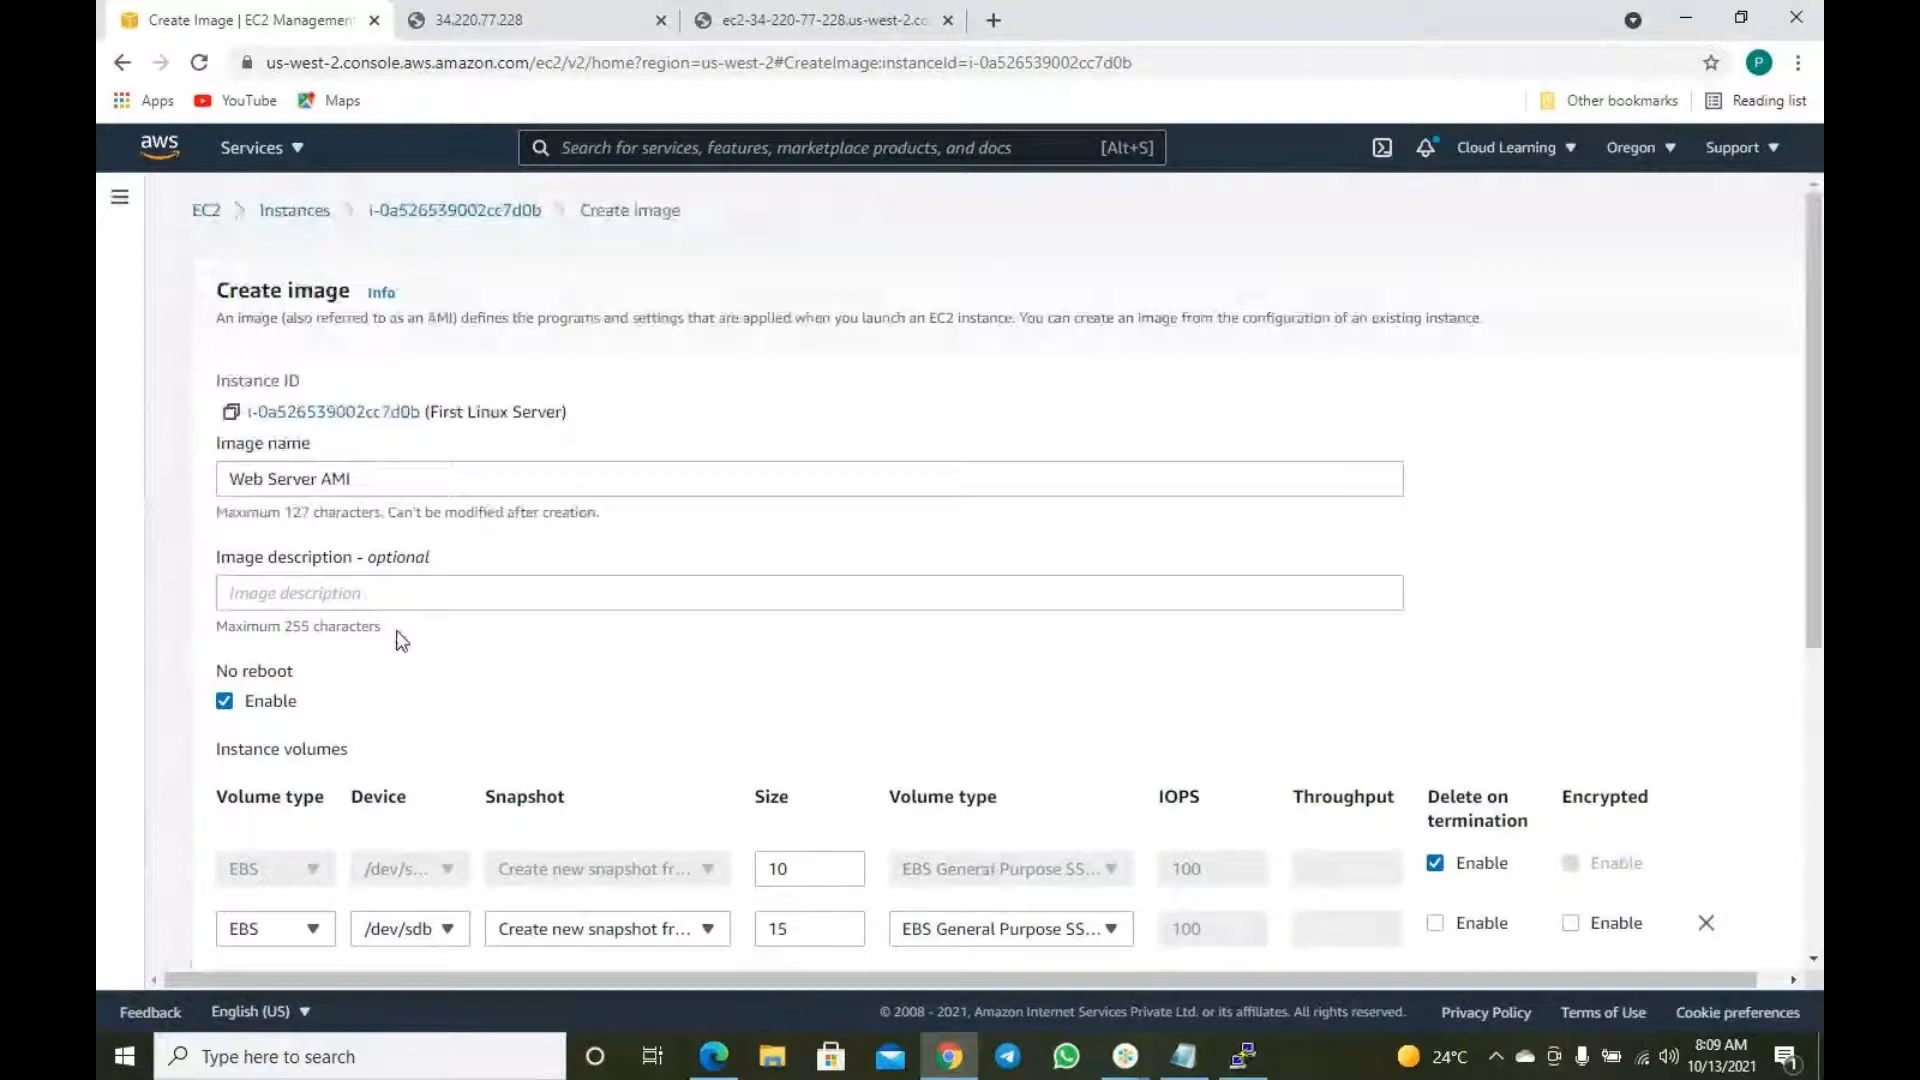 Create Image | EC2 Management
34.220.77.228
ec2-34-220-77-228.us-west-2.co
us-west-2.console.aws.amazon.com/ec2/v2/home?region=us-west-2#CreateImage:instanceId=i-0a526539002cc7d0b
P
Apps YouTube Maps Other bookmarks Reading list
aws Services Search for services, features, marketplace products, and docs [Alt+S] Cloud Learning Oregon Support
EC2 Instances i-0a526539002cc7d0b Create Image
Create image Info
An image (also referred to as an AMI) defines the programs and settings that are applied when you launch an EC2 instance. You can create an image from the configuration of an existing instance.
Instance ID
i-0a526539002cc7d0b (First Linux Server)
Image name
Web Server AMI
Maximum 127 characters. Can't be modified after creation.
Image description - optional
Image description
Maximum 255 characters
No reboot
Enable
Instance volumes
Volume type Device Snapshot Size Volume type IOPS Throughput Delete on termination Encrypted
EBS /dev/s... Create new snapshot fr... 10 EBS General Purpose SS... 100 Enable Enable
EBS /dev/sdb Create new snapshot fr... 15 EBS General Purpose SS... 100 Enable Enable
Feedback English (US) © 2008 - 2021, Amazon Internet Services Private Ltd. or its affiliates. All rights reserved. Privacy Policy Terms of Use Cookie preferences
Type here to search 24°C 8:09 AM
10/13/2021
1